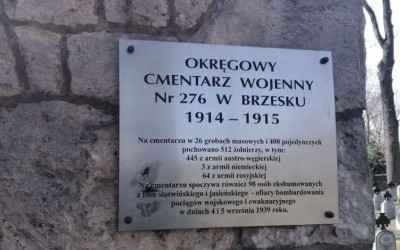 OKRĘGOWY
CMENTARZ WOJENNY
Nr 276 W BRZESKU
1914 – 1915
Na cmentarzu w 26 grobach masowych i 400 pojedynczych
pochowano 512 żołnierzy, w tym:
445 z armii austro-węgierskiej
3 z armii niemieckiej
64 z armii rosyjskiej
Na cmentarzu spoczywa również 98 osób ekshumowanych
z lasu słotwińskiego i jasieńskiego - ofiary bombardowania
pociągów wojskowego i ewakuacyjnego
w dniach 4 i 5 września 1939 roku.